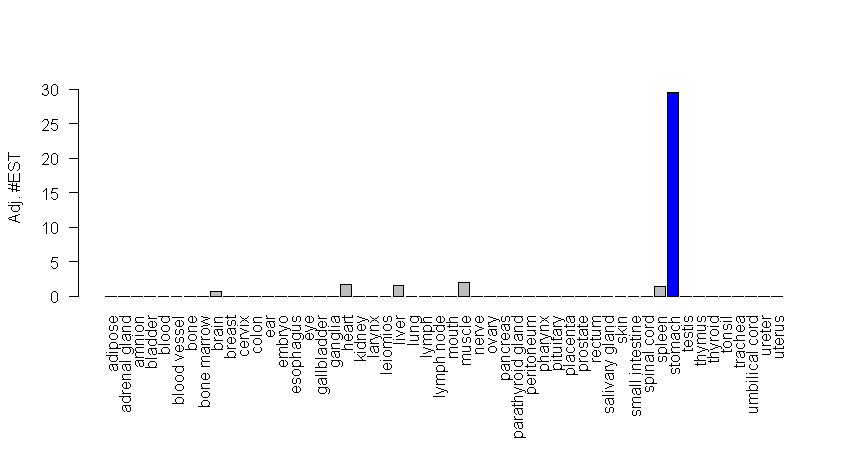 30
25
20
15
10
5
0
Adj. #EST
adipose
adrenal gland
amnion
bladder
blood
blood vessel
bone
bone marrow
brain
breast
cervix
colon
ear
embryo
esophagus
eye
gallbladder
ganglia
heart
kidney
larynx
leiomios
liver
lung
lymph
lymph node
mouth
muscle
nerve
ovary
pancreas
parathyroid gland
peritoneum
pharynx
pituitary
placenta
prostate
rectum
salivary gland
skin
small intestine
spinal cord
spleen
stomach
testis
thymus
thyroid
tonsil
trachea
umbilical cord
ureter
uterus